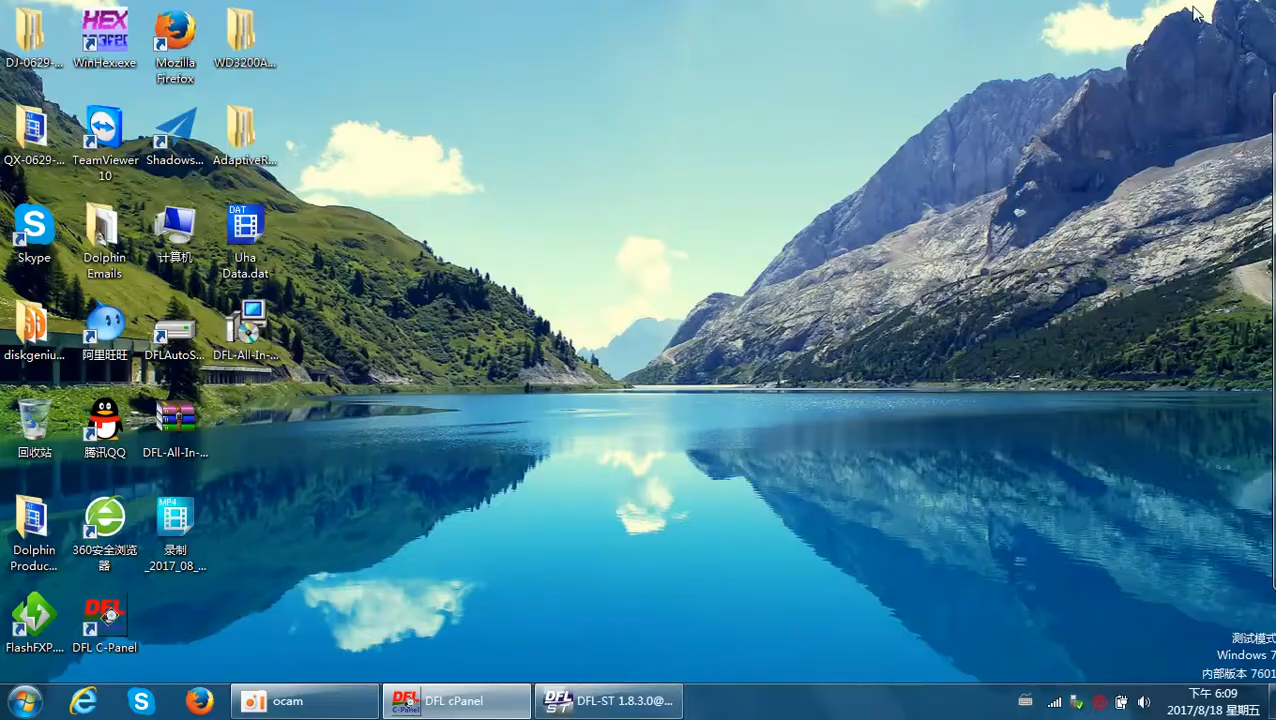 DJ-0629-...
WinHex.exe
Mozilla
Firefox
WD3200A...
QX-0629-...
TeamViewer
10
Shadows...
AdaptiveR...
Skype
Dolphin
Emails
计算机
DAT
Uha
Data.dat
diskgeniu...
阿里旺旺
DFLAutoS...
DFL-All-In-...
回收站
腾讯QQ
DFL-All-In-...
Dolphin
Produc...
360安全浏览
器
MP4
录制
_2017_08_...
FlashFXP....
DFL
DFL C-Panel
测试模式
Windows 7
内部版本 7601
ocam
DFL cPanel
DFL-ST 1.8.3.0@...
下午 6:09
2017/8/18 星期五